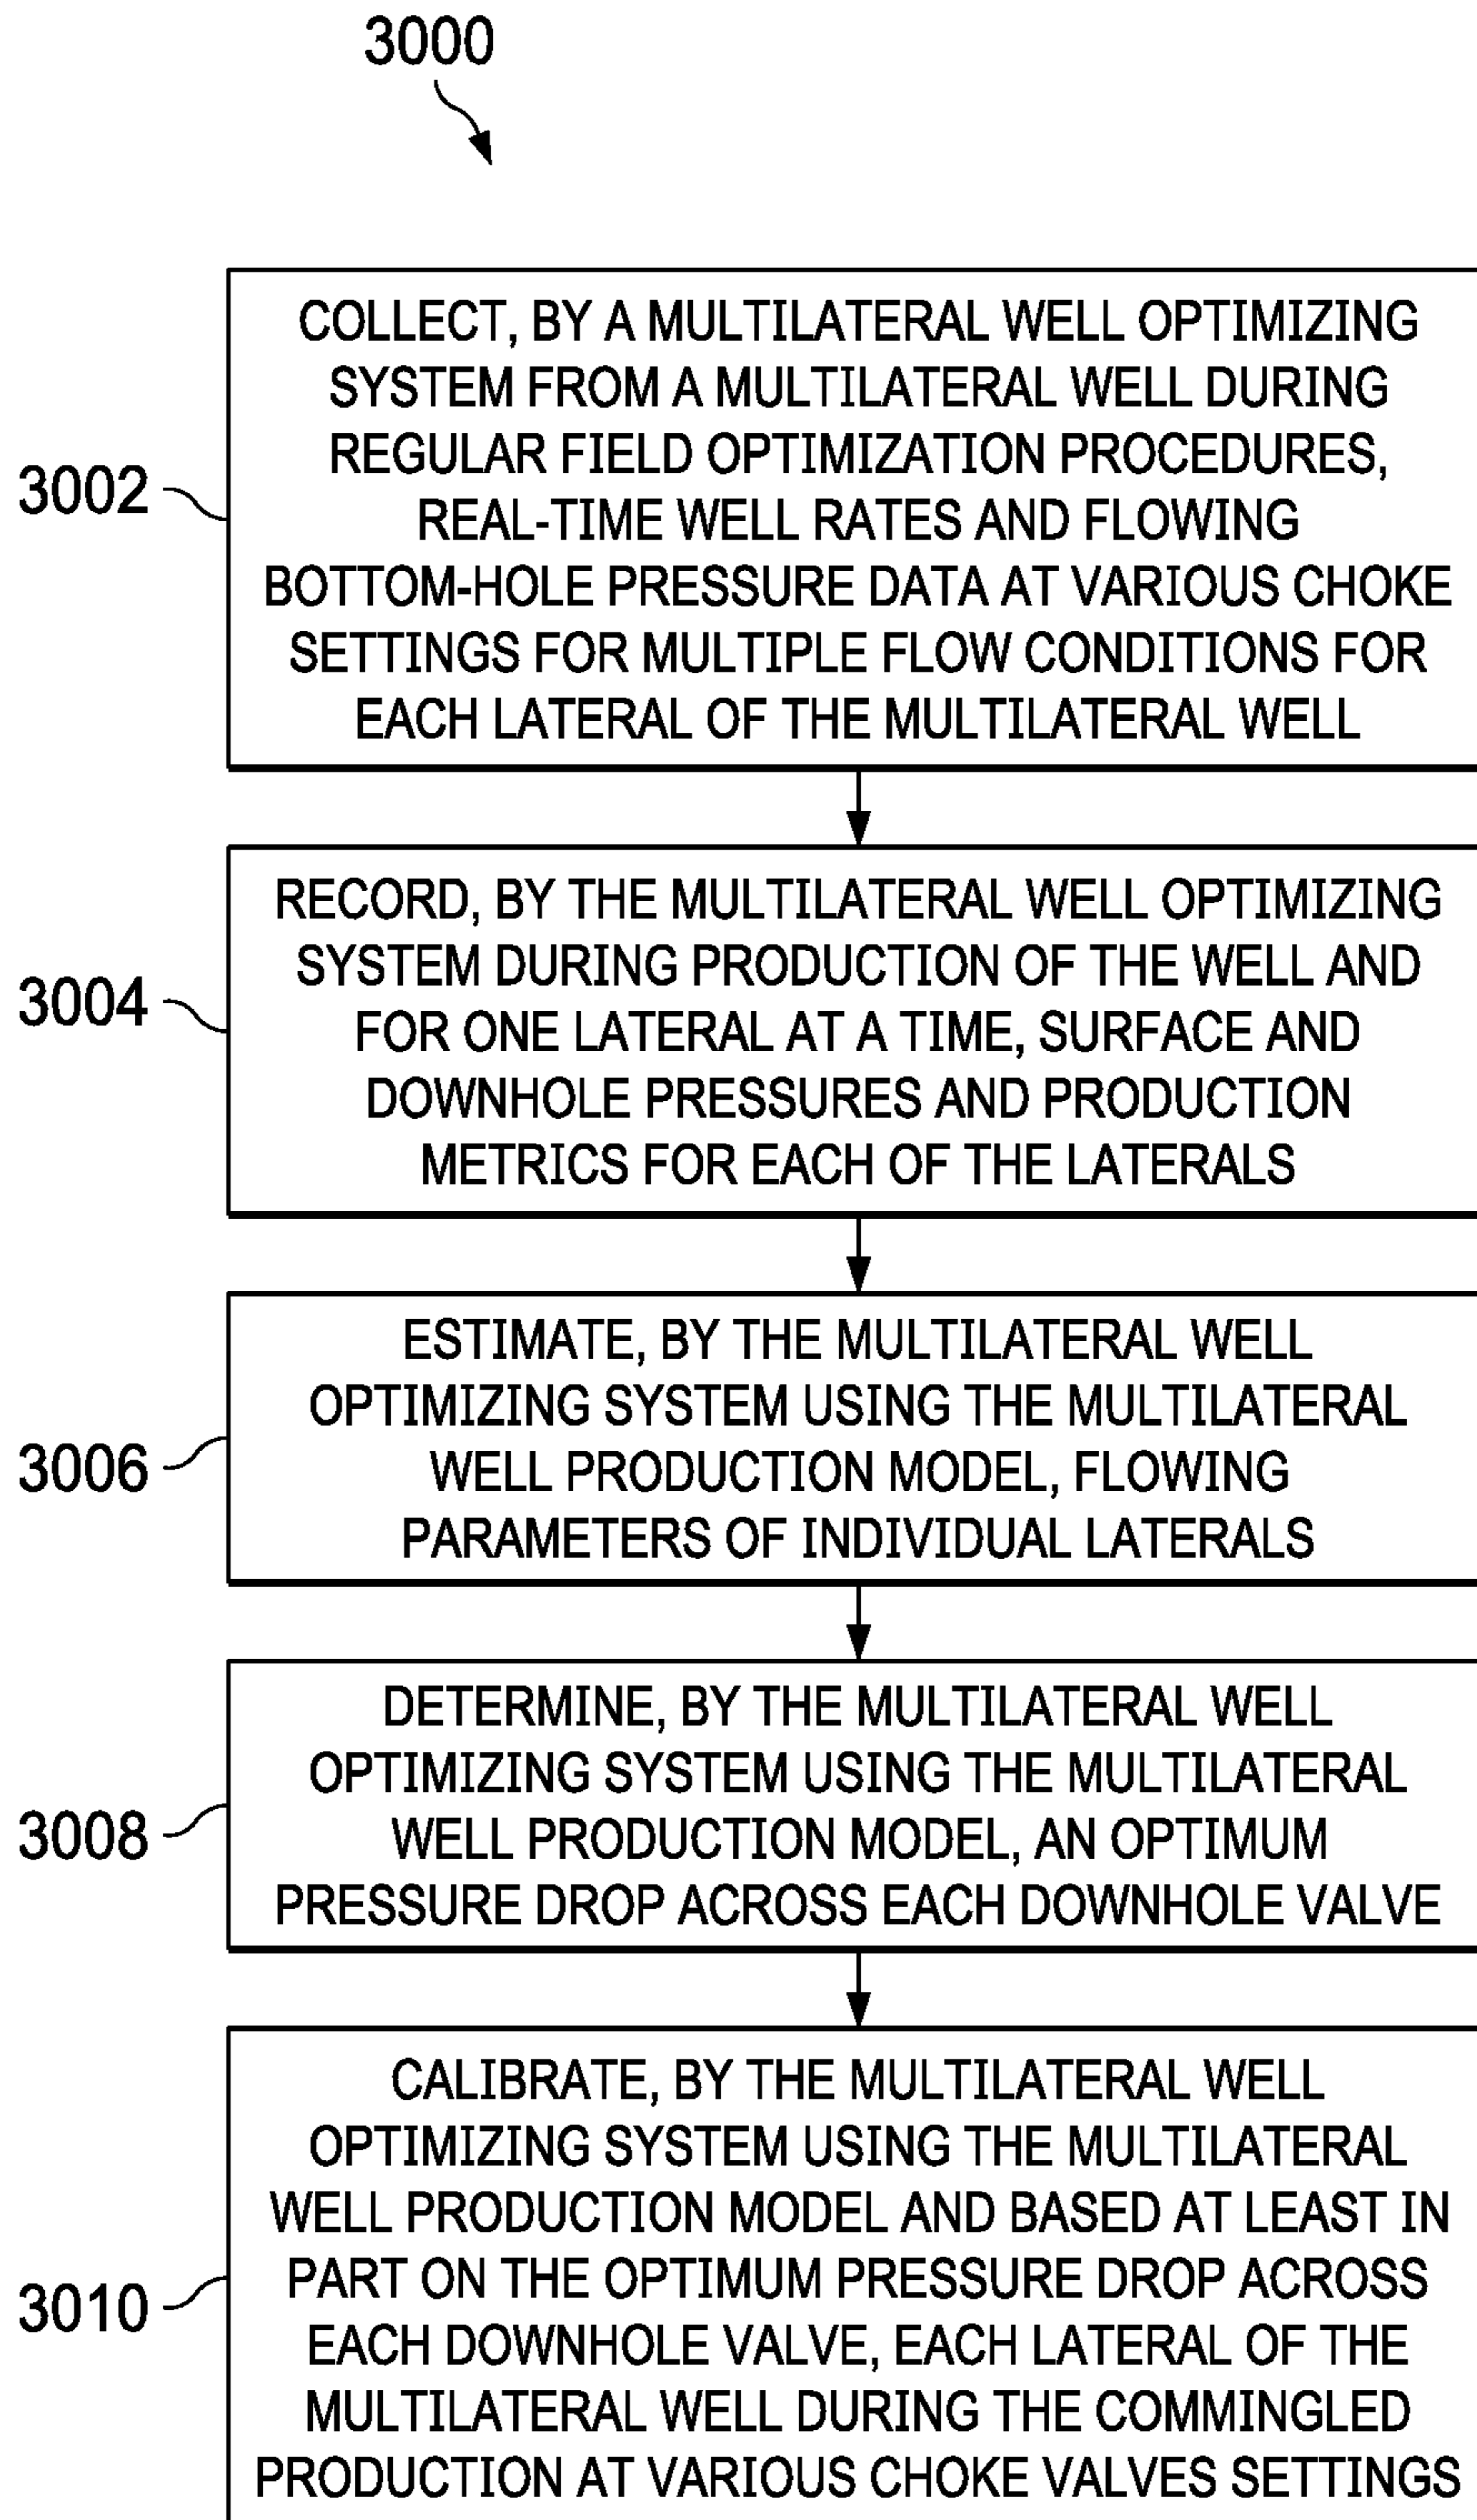 3000
3002
COLLECT, BY A MULTILATERAL WELL OPTIMIZING
SYSTEM FROM A MULTILATERAL WELL DURING
REGULAR FIELD OPTIMIZATION PROCEDURES,
REAL-TIME WELL RATES AND FLOWING
BOTTOM-HOLE PRESSURE DATA AT VARIOUS CHOKE
SETTINGS FOR MULTIPLE FLOW CONDITIONS FOR
EACH LATERAL OF THE MULTILATERAL WELL
3004
RECORD, BY THE MULTILATERAL WELL OPTIMIZING
SYSTEM DURING PRODUCTION OF THE WELL AND
FOR ONE LATERAL AT A TIME, SURFACE AND
DOWNHOLE PRESSURES AND PRODUCTION
METRICS FOR EACH OF THE LATERALS
3006
ESTIMATE, BY THE MULTILATERAL WELL
OPTIMIZING SYSTEM USING THE MULTILATERAL
WELL PRODUCTION MODEL, FLOWING
PARAMETERS OF INDIVIDUAL LATERALS
3008
DETERMINE, BY THE MULTILATERAL WELL
OPTIMIZING SYSTEM USING THE MULTILATERAL
WELL PRODUCTION MODEL, AN OPTIMUM
PRESSURE DROP ACROSS EACH DOWNHOLE VALVE
3010
CALIBRATE, BY THE MULTILATERAL WELL
OPTIMIZING SYSTEM USING THE MULTILATERAL
WELL PRODUCTION MODEL AND BASED AT LEAST IN
PART ON THE OPTIMUM PRESSURE DROP ACROSS
EACH DOWNHOLE VALVE, EACH LATERAL OF THE
MULTILATERAL WELL DURING THE COMMINGLED
PRODUCTION AT VARIOUS CHOKE VALVES SETTINGS